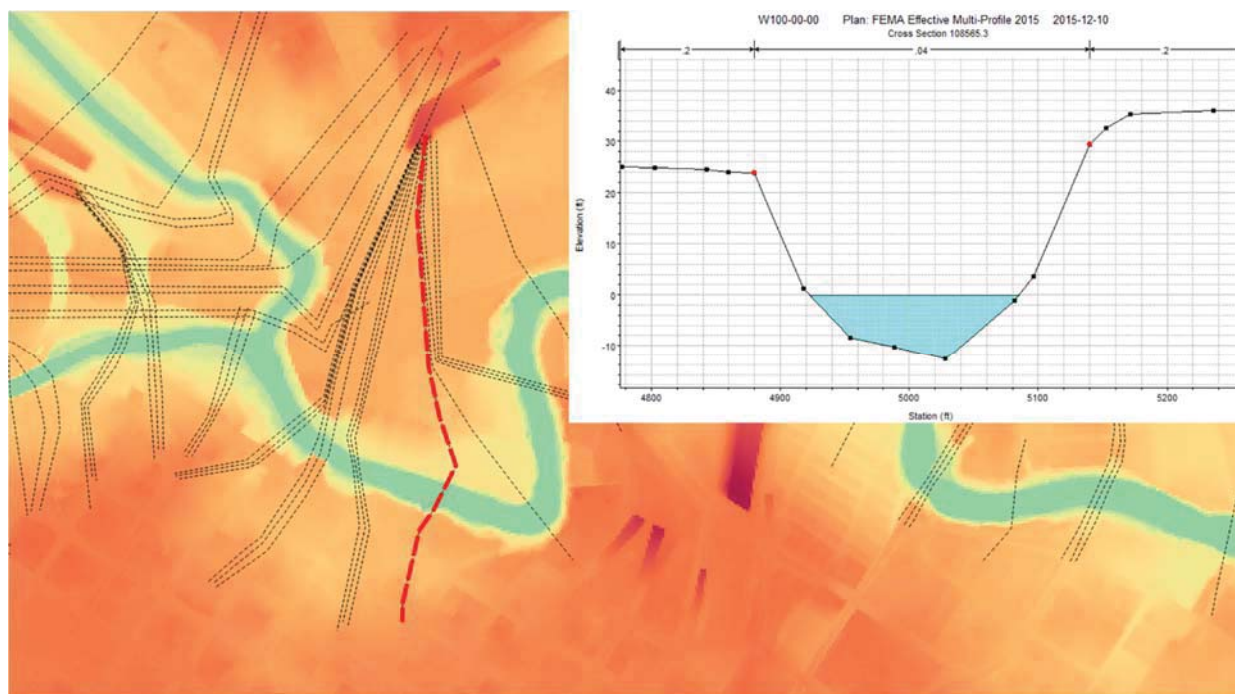 W100-00-00 Plan: FEMA Effective Multi-Profile 2015 2015-12-10
Cross Section 108565.3
.2 .04 .2
40
30
20
10
0
-10
Elevation (ft)
4800 4900 5000 5100 5200
Station (ft)